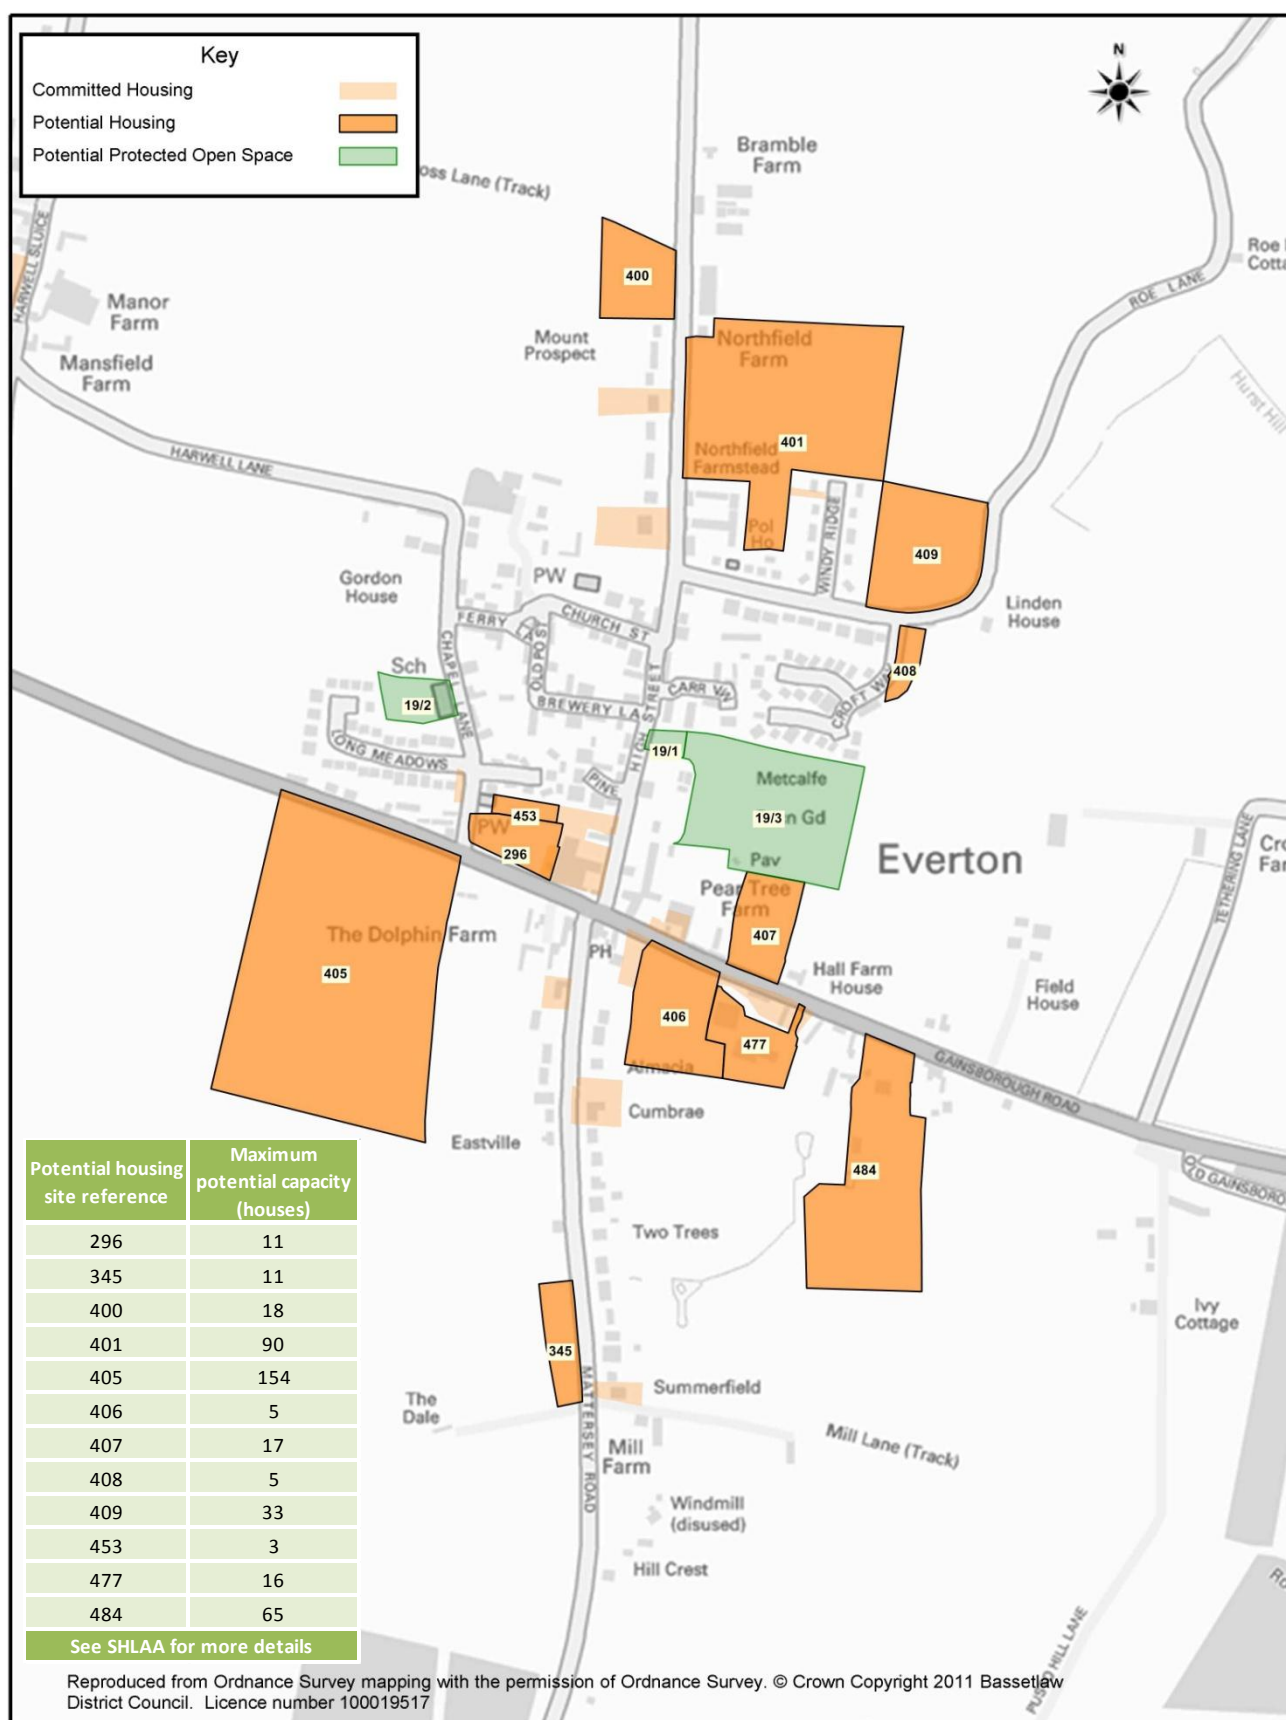 Key
Committed Housing
Potential Housing
Potential Protected Open Space
N
oss Lane (Track)
Bramble
Farm
HARWELL SLUICE
Manor
Farm
Mansfield
Farm
400
Mount
Prospect
Northfield
Farm
ROE LANE
Hurst Hill
401
Northfield
Farmstead
HARWELL LANE
Pol
Ho
WINDY RIDGE
409
Linden
House
Gordon
House
PW
FERRY LA
CHURCH ST
OLD POST
CHAPEL LANE
Sch
19/2
BREWERY LA
HIGH STREET
CARR VW
CROFT WY
408
LONG MEADOWS
PINE
19/1
Metcalfe
19/3
n Gd
Pav
Everton
453
PW
296
Pear Tree
Farm
407
TETHERING LANE
The Dolphin Farm
405
PH
Hall Farm
House
Field
House
406
477
Almacia
Cumbrae
GAINSBOROUGH ROAD
Eastville
484
OLD GAINSBORO
Two Trees
Ivy
Cottage
345
MATTERSEY ROAD
The
Dale
Summerfield
Mill
Farm
Mill Lane (Track)
Windmill
(disused)
Hill Crest
Potential housing site reference Maximum potential capacity (houses)
296 11
345 11
400 18
401 90
405 154
406 5
407 17
408 5
409 33
453 3
477 16
484 65
See SHLAA for more details
Reproduced from Ordnance Survey mapping with the permission of Ordnance Survey. © Crown Copyright 2011 Bassetlaw
District Council. Licence number 100019517